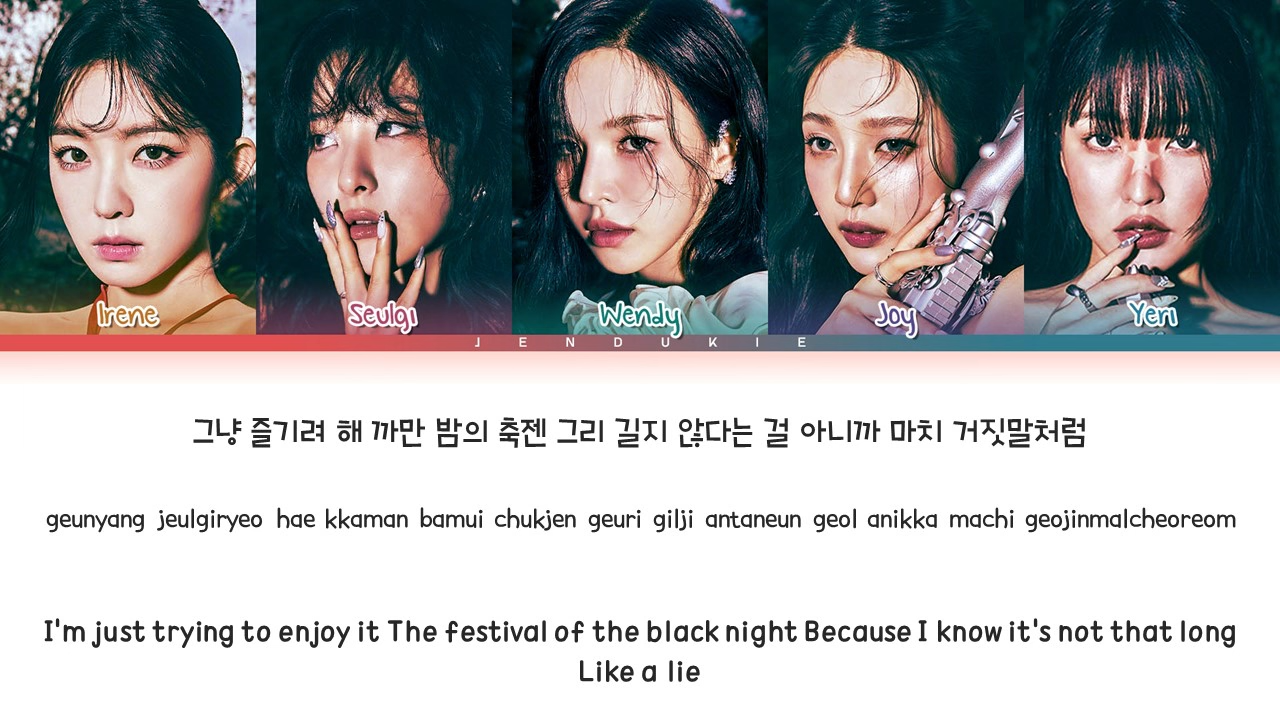 Irene
Seulgi
Wendy
Joy
Yeri
JENDUKIE
그냥 즐기려 해 까만 밤의 축젠 그리 길지 않다는 걸 아니까 마치 거짓말처럼
geunyang jeulgiryeo hae kkaman bamui chukjen geuri gilji antaneun geol anikka machi geojinmalcheoreom
I'm just trying to enjoy it The festival of the black night Because I know it's not that long
Like a lie